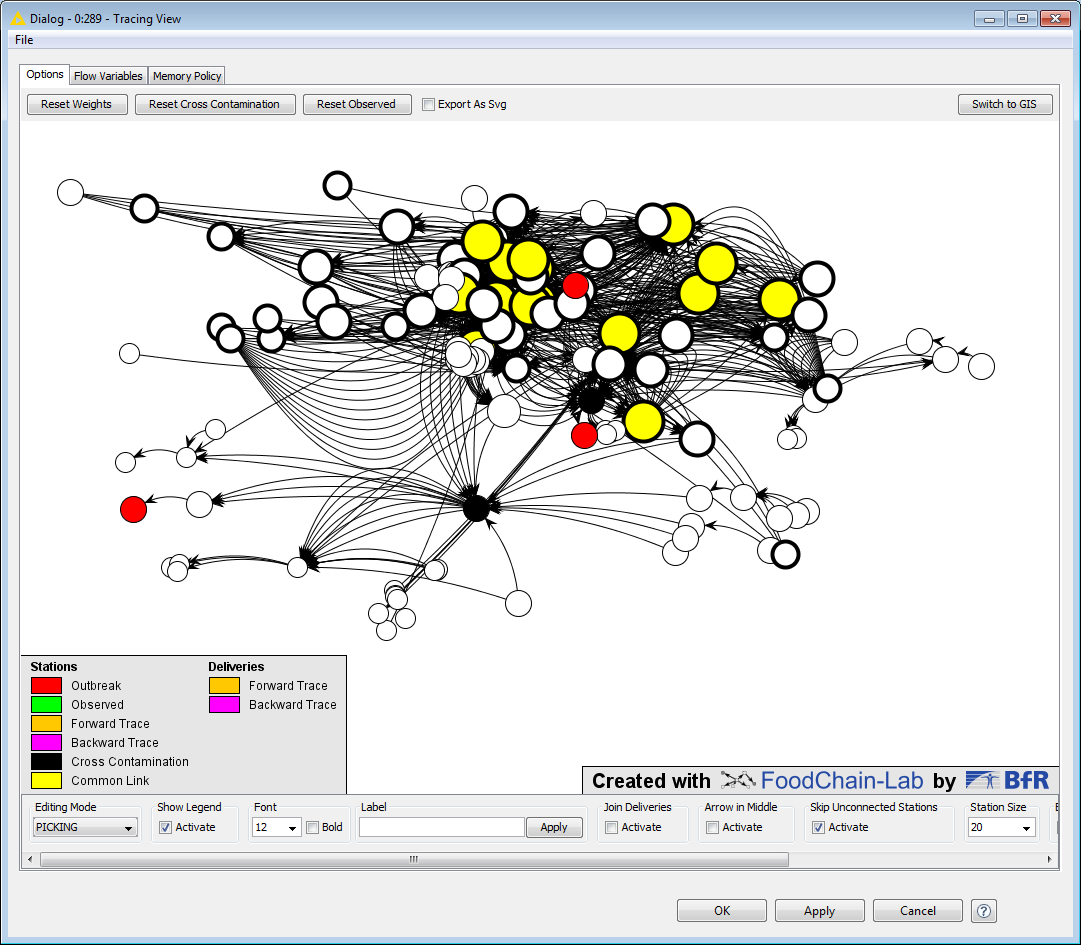 Dialog - 0:289 - Tracing View
File
Options Flow Variables Memory Policy
Reset Weights Reset Cross Contamination Reset Observed Export As Svg Switch to GIS
Stations Deliveries
Outbreak Forward Trace
Observed Backward Trace
Forward Trace
Backward Trace
Cross Contamination
Common Link
Created with FoodChain-Lab by BfR
Editing Mode Show Legend Font Label Join Deliveries Arrow in Middle Skip Unconnected Stations Station Size
PICKING Activate 12 Bold Apply Activate Activate Activate 20
OK Apply Cancel ?